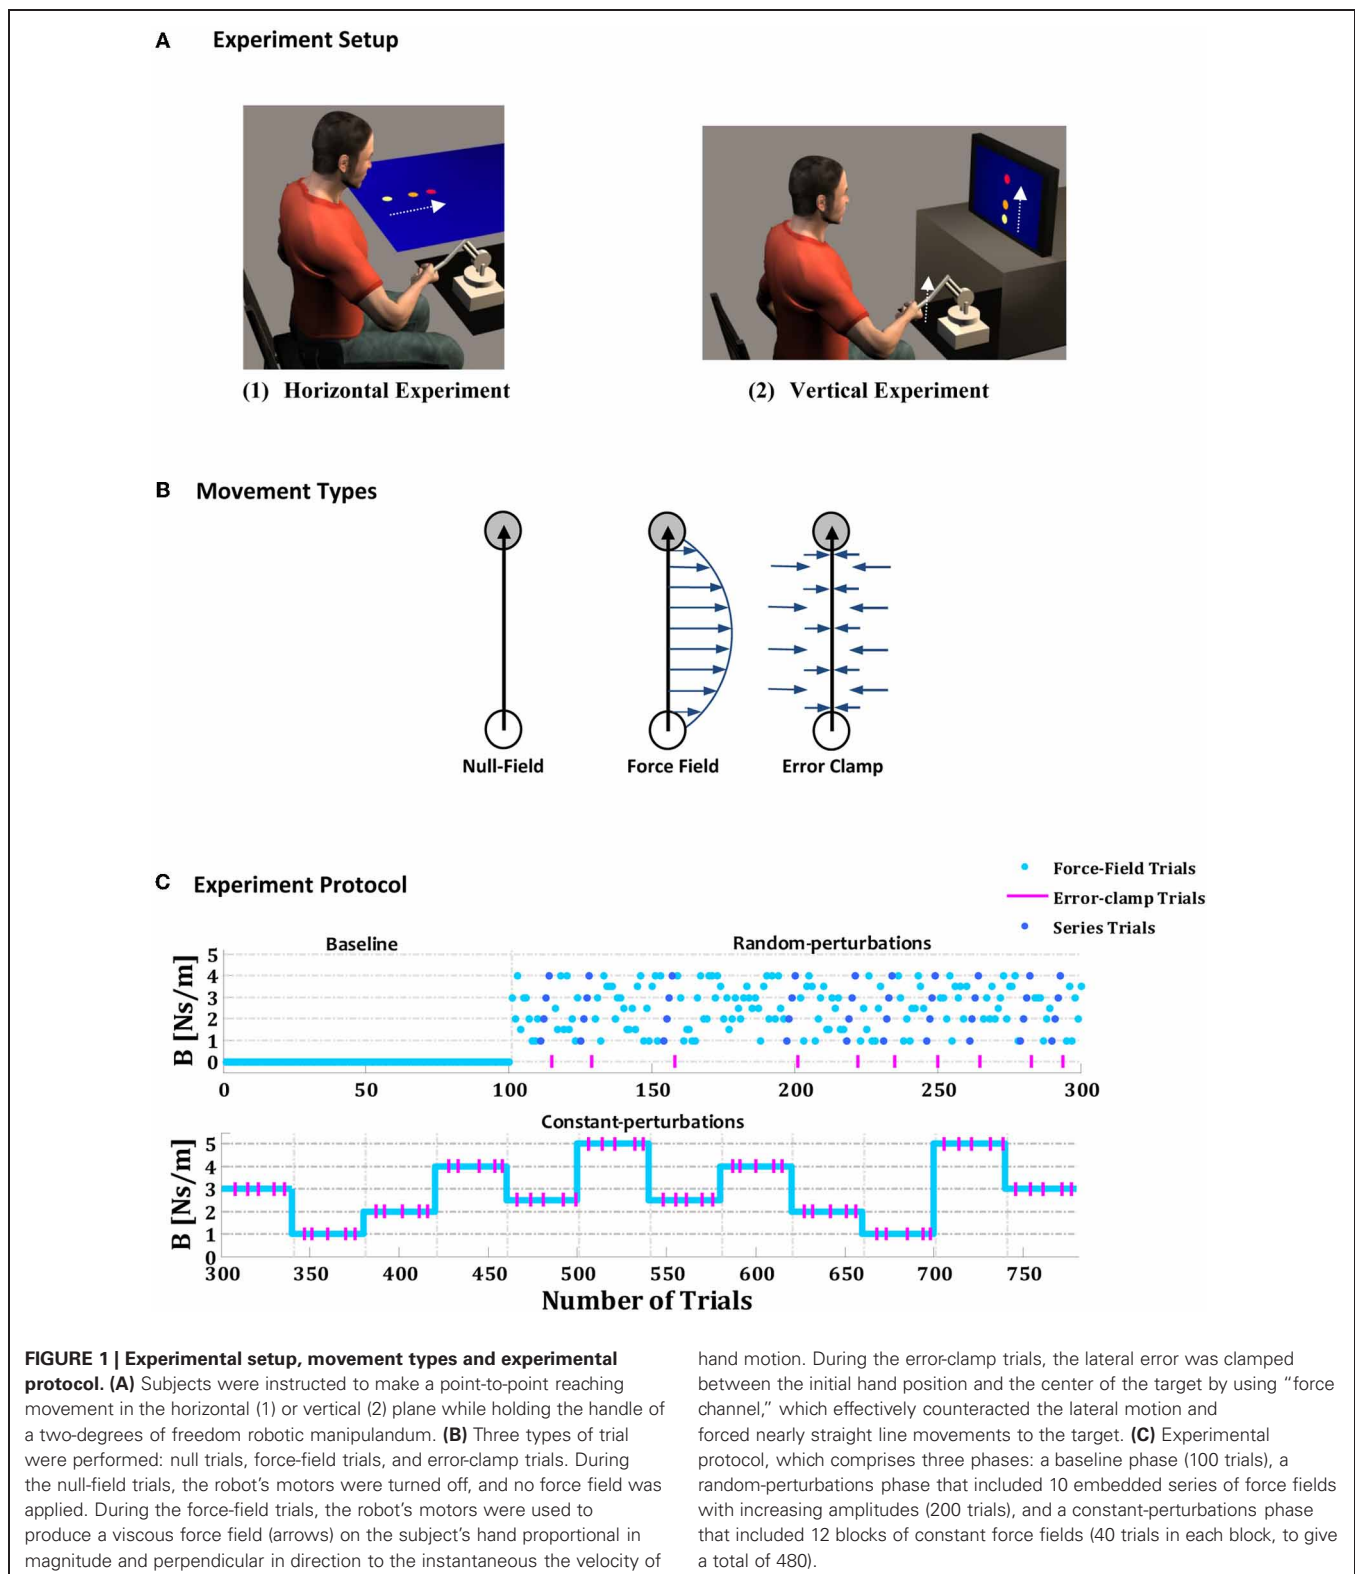 A Experiment Setup
(1) Horizontal Experiment
(2) Vertical Experiment
B Movement Types
Null-Field
Force Field
Error Clamp
C Experiment Protocol
Force-Field Trials
Error-clamp Trials
Series Trials
Baseline
Random-perturbations
B [Ns/m]
5
4
3
2
1
0
0 50 100 150 200 250 300
Constant-perturbations
B [Ns/m]
5
4
3
2
1
0
300 350 400 450 500 550 600 650 700 750
Number of Trials
FIGURE 1 | Experimental setup, movement types and experimental
protocol. (A) Subjects were instructed to make a point-to-point reaching
movement in the horizontal (1) or vertical (2) plane while holding the handle of
a two-degrees of freedom robotic manipulandum. (B) Three types of trial
were performed: null trials, force-field trials, and error-clamp trials. During
the null-field trials, the robot's motors were turned off, and no force field was
applied. During the force-field trials, the robot's motors were used to
produce a viscous force field (arrows) on the subject's hand proportional in
magnitude and perpendicular in direction to the instantaneous the velocity of
hand motion. During the error-clamp trials, the lateral error was clamped
between the initial hand position and the center of the target by using "force
channel," which effectively counteracted the lateral motion and
forced nearly straight line movements to the target. (C) Experimental
protocol, which comprises three phases: a baseline phase (100 trials), a
random-perturbations phase that included 10 embedded series of force fields
with increasing amplitudes (200 trials), and a constant-perturbations phase
that included 12 blocks of constant force fields (40 trials in each block, to give
a total of 480).